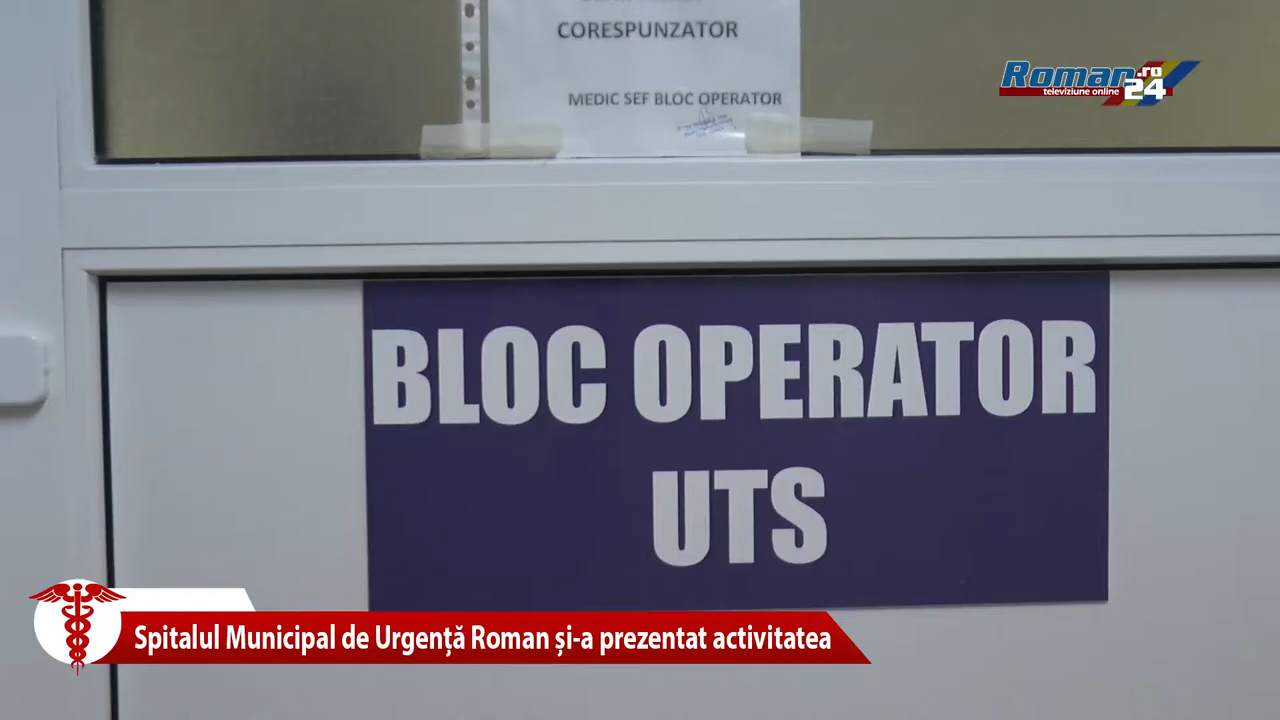 CORESPUNZATOR
MEDIC SEF BLOC OPERATOR
Roman
.ro
24
televiziune online
BLOC OPERATOR
UTS
Spitalul Municipal de Urgență Roman și-a prezentat activitatea